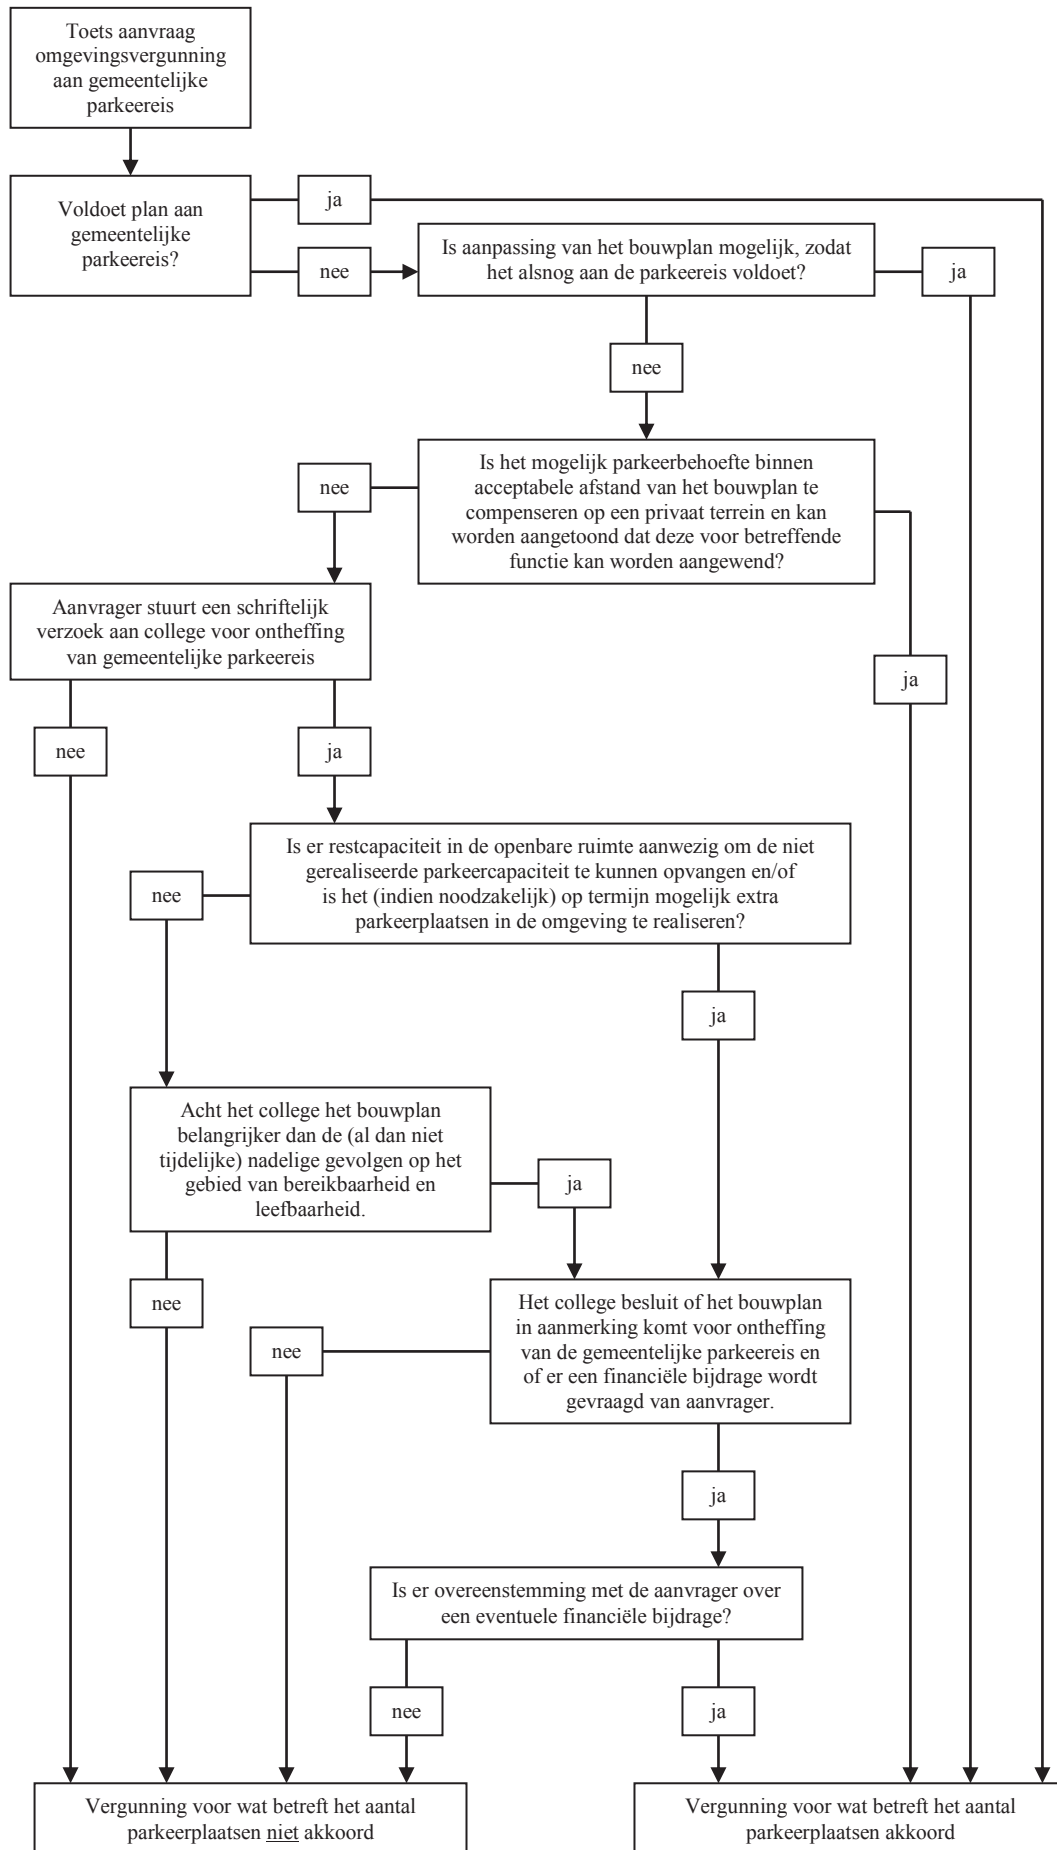 Toets aanvraag
omgevingsvergunning
aan gemeentelijke
parkeereis
Voldoet plan aan
gemeentelijke
parkeereis?
ja
nee
Is aanpassing van het bouwplan mogelijk, zodat
het alsnog aan de parkeereis voldoet?
ja
nee
Is het mogelijk parkeerbehoefte binnen
acceptabele afstand van het bouwplan te
compenseren op een privaat terrein en kan
worden aangetoond dat deze voor betreffende
functie kan worden aangewend?
nee
ja
Aanvrager stuurt een schriftelijk
verzoek aan college voor ontheffing
van gemeentelijke parkeereis
nee
ja
Is er restcapaciteit in de openbare ruimte aanwezig om de niet
gerealiseerde parkeercapaciteit te kunnen opvangen en/of
is het (indien noodzakelijk) op termijn mogelijk extra
parkeerplaatsen in de omgeving te realiseren?
nee
ja
Acht het college het bouwplan
belangrijker dan de (al dan niet
tijdelijke) nadelige gevolgen op het
gebied van bereikbaarheid en
leefbaarheid.
ja
nee
Het college besluit of het bouwplan
in aanmerking komt voor ontheffing
van de gemeentelijke parkeereis en
of er een financiële bijdrage wordt
gevraagd van aanvrager.
nee
ja
Is er overeenstemming met de aanvrager over
een eventuele financiële bijdrage?
nee
ja
Vergunning voor wat betreft het aantal
parkeerplaatsen niet akkoord
Vergunning voor wat betreft het aantal
parkeerplaatsen akkoord